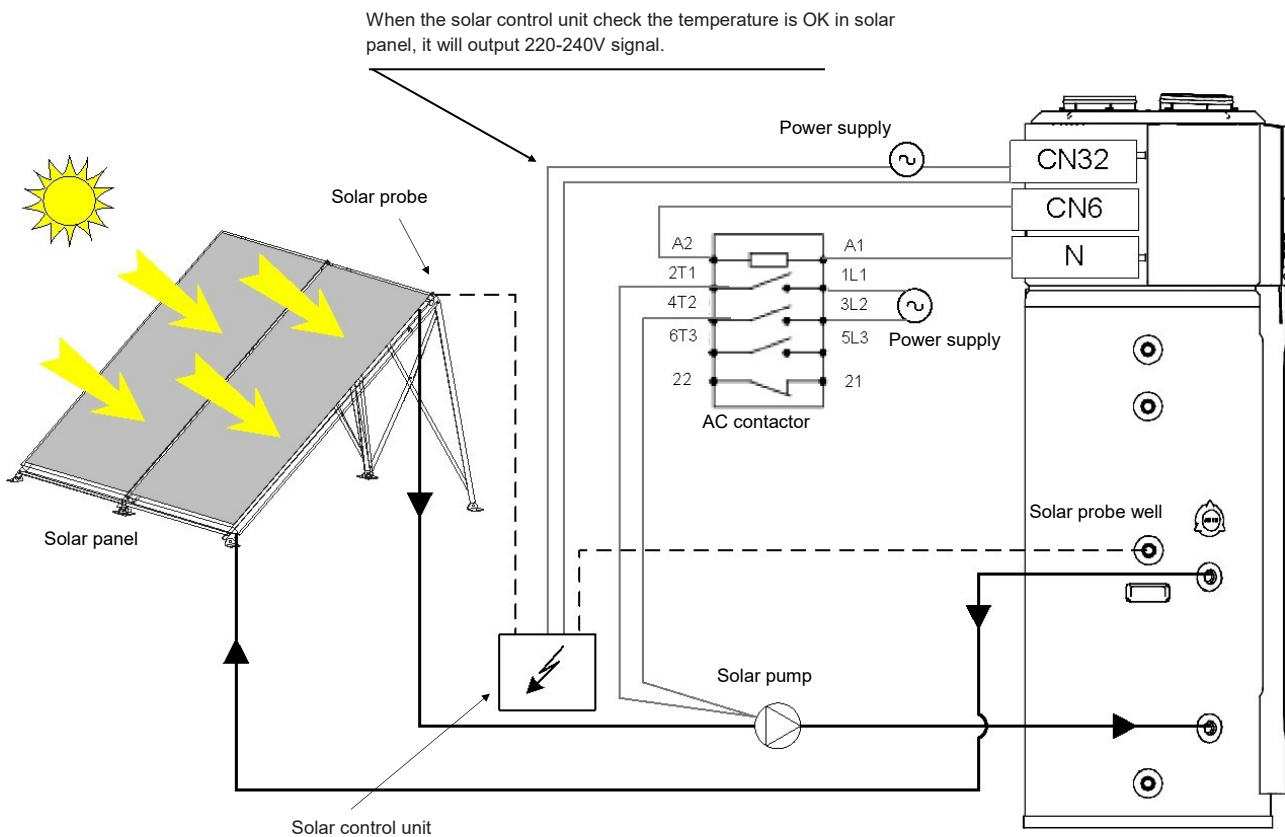 When the solar control unit check the temperature is OK in solar
panel, it will output 220-240V signal.
Power supply
CN32
Solar probe
CN6
A2
A1
N
2T1
1L1
4T2
3L2
6T3
5L3
Power supply
22
21
AC contactor
Solar probe well
Solar panel
Solar pump
Solar control unit